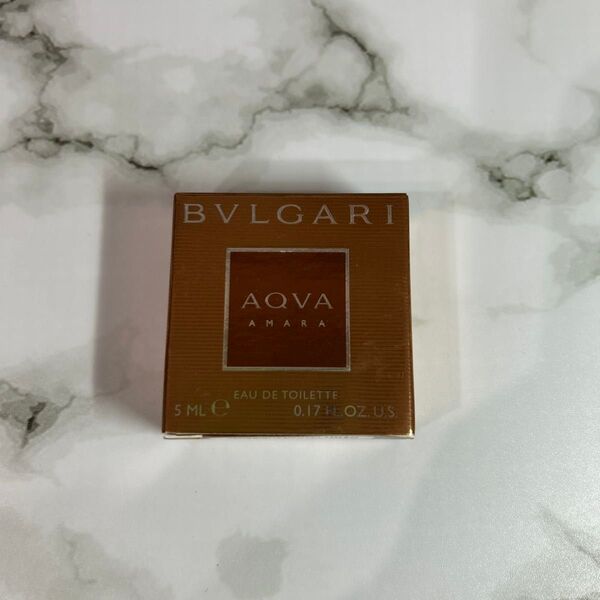 BVLGARI
AQVA
AMARA
EAU DE TOILETTE
5 ML ℮ 0.17 FL.OZ. U.S.